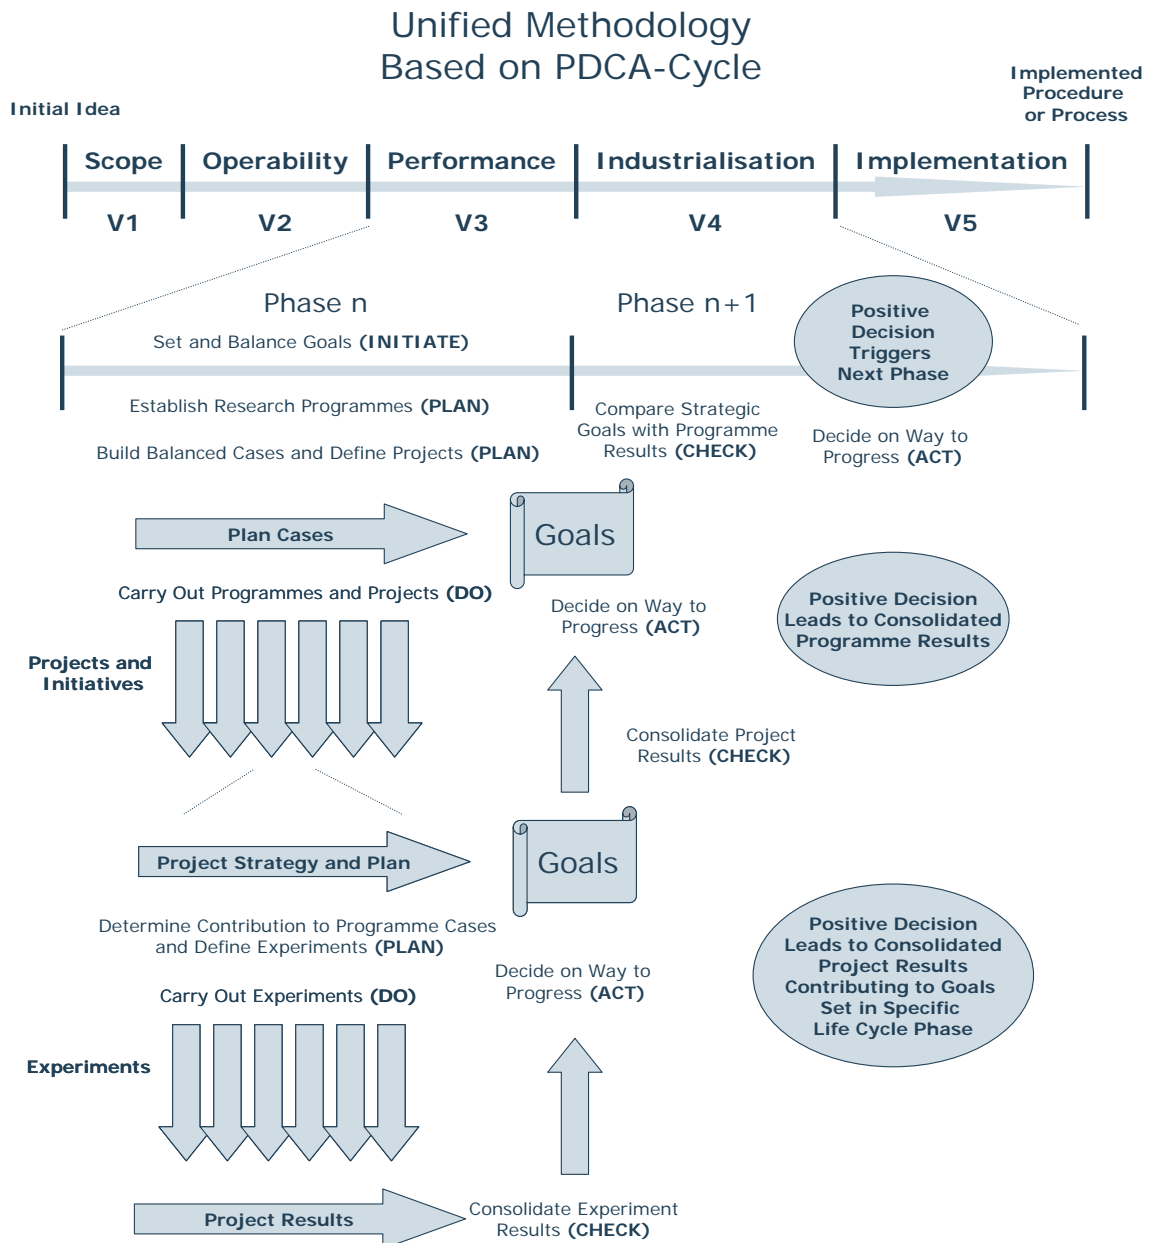 Unified Methodology
Based on PDCA-Cycle
Initial Idea
Implemented
Procedure
or Process
Scope
Operability
Performance
Industrialisation
Implementation
V1
V2
V3
V4
V5
Phase n
Phase n+1
Set and Balance Goals (INITIATE)
Positive
Decision
Triggers
Next Phase
Establish Research Programmes (PLAN)
Build Balanced Cases and Define Projects (PLAN)
Compare Strategic
Goals with Programme
Results (CHECK)
Decide on Way to
Progress (ACT)
Plan Cases
Goals
Carry Out Programmes and Projects (DO)
Decide on Way to
Progress (ACT)
Positive Decision
Leads to Consolidated
Programme Results
Projects and
Initiatives
Consolidate Project
Results (CHECK)
Project Strategy and Plan
Goals
Determine Contribution to Programme Cases
and Define Experiments (PLAN)
Decide on Way to
Progress (ACT)
Positive Decision
Leads to Consolidated
Project Results
Contributing to Goals
Set in Specific
Life Cycle Phase
Carry Out Experiments (DO)
Experiments
Project Results
Consolidate Experiment
Results (CHECK)